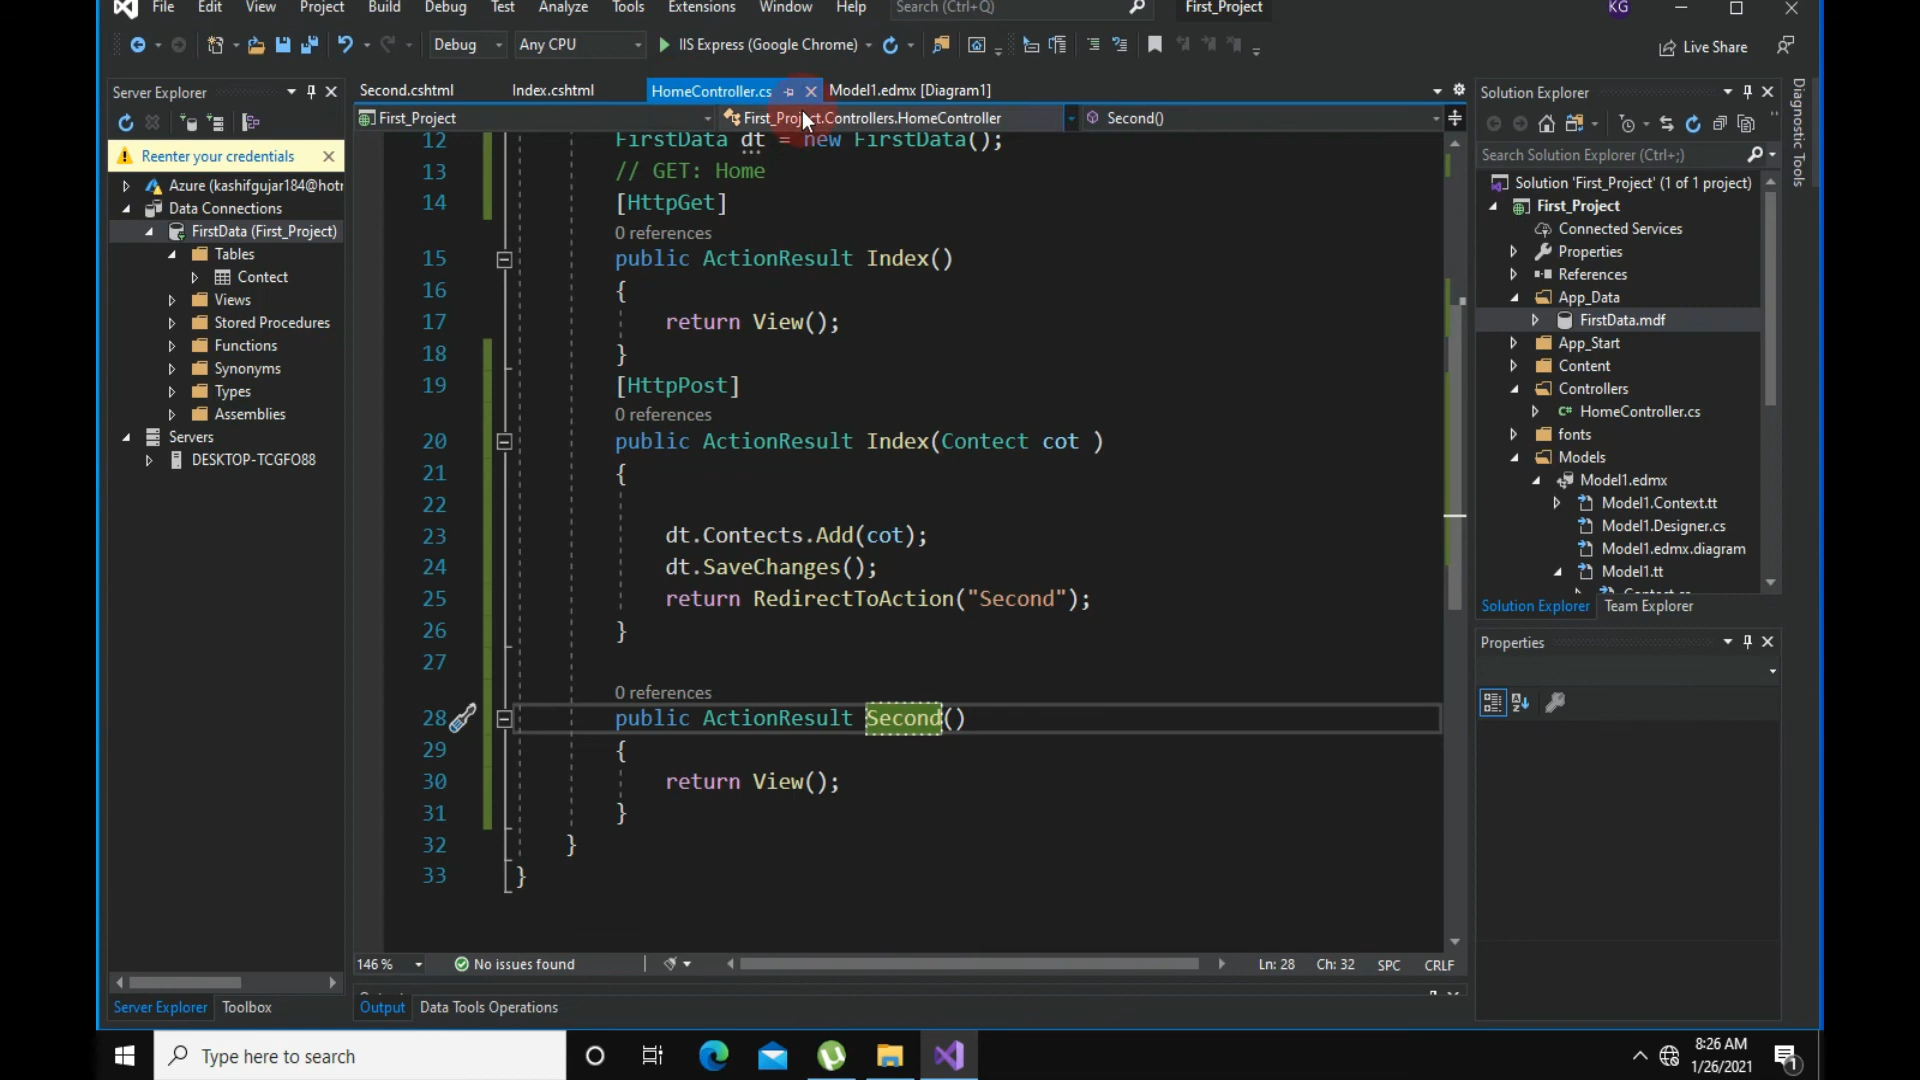 File Edit View Project Build Debug Test Analyze Tools Extensions Window Help Search (Ctrl+Q) First_Project KG
Debug Any CPU IIS Express (Google Chrome) Live Share
Server Explorer
Reenter your credentials
Azure (kashifgujar184@hotr
Data Connections
FirstData (First_Project)
Tables
Contect
Views
Stored Procedures
Functions
Synonyms
Types
Assemblies
Servers
DESKTOP-TCGFO88
Server Explorer Toolbox
Second.cshtml Index.cshtml HomeController.cs Model1.edmx [Diagram1]
First_Project First_Project.Controllers.HomeController Second()
12 FirstData dt = new FirstData();
13 // GET: Home
14 [HttpGet]
0 references
15 public ActionResult Index()
16 {
17 return View();
18 }
19 [HttpPost]
0 references
20 public ActionResult Index(Contect cot )
21 {
22
23 dt.Contects.Add(cot);
24 dt.SaveChanges();
25 return RedirectToAction("Second");
26 }
27
0 references
28 public ActionResult Second()
29 {
30 return View();
31 }
32 }
33 }
146 % No issues found Ln: 28 Ch: 32 SPC CRLF
Output Data Tools Operations
Solution Explorer
Search Solution Explorer (Ctrl+;)
Solution 'First_Project' (1 of 1 project)
First_Project
Connected Services
Properties
References
App_Data
FirstData.mdf
App_Start
Content
Controllers
C# HomeController.cs
fonts
Models
Model1.edmx
Model1.Context.tt
Model1.Designer.cs
Model1.edmx.diagram
Model1.tt
Solution Explorer Team Explorer
Properties
Diagnostic Tools
Type here to search
8:26 AM
1/26/2021
1